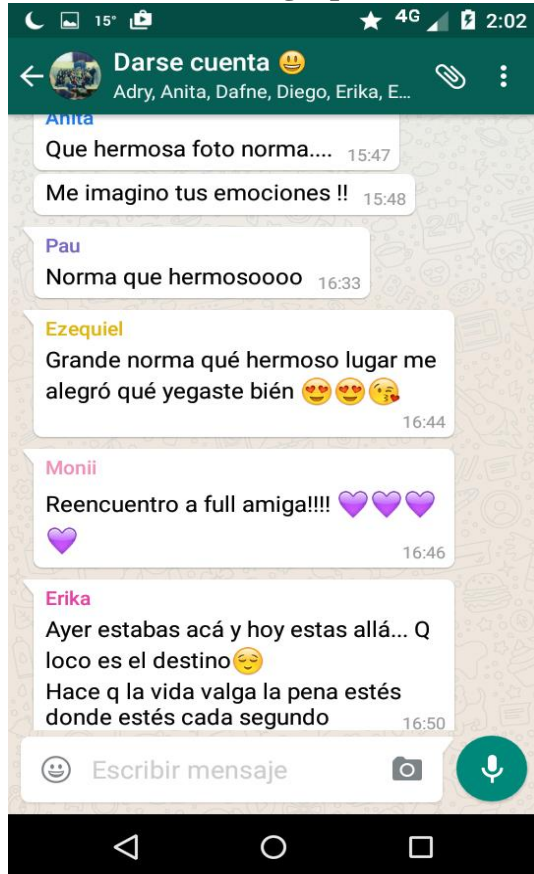 15° 4G 2:02
Darse cuenta 😃
Adry, Anita, Dafne, Diego, Erika, E...
Anita
Que hermosa foto norma.... 15:47
Me imagino tus emociones !! 15:48
Pau
Norma que hermosoooo 16:33
Ezequiel
Grande norma qué hermoso lugar me
alegró qué yegaste bién 😍😍😘
16:44
Monii
Reencuentro a full amiga!!!! 💜💜💜
💜 16:46
Erika
Ayer estabas acá y hoy estas allá... Q
loco es el destino😌
Hace q la vida valga la pena estés
donde estés cada segundo 16:50
Escribir mensaje